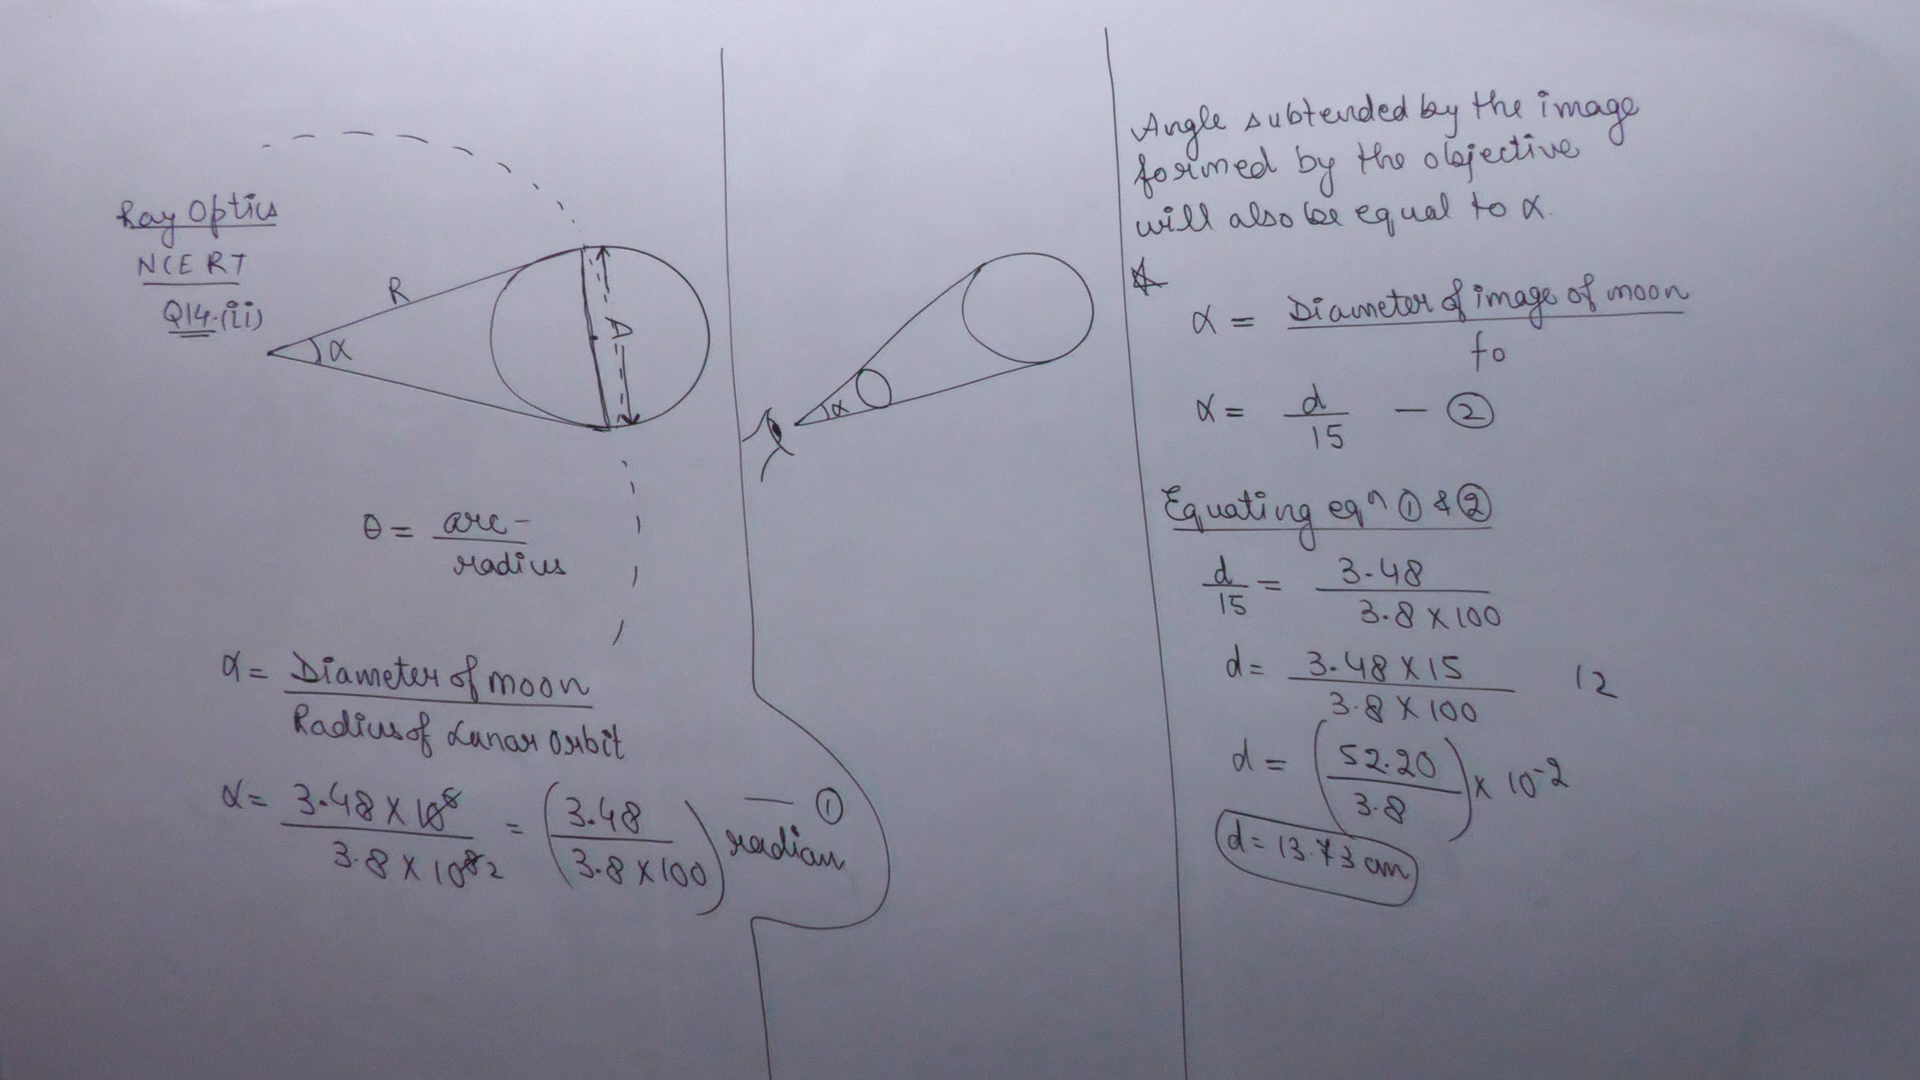 Ray Optics
NCERT
Q14.(ii)
R
α
D
θ = arc
radius
α = Diameter of moon
Radius of Lunar Orbit
α = 3.48 x 10⁶ = (3.48) — ①
3.8 x 10⁸2 (3.8 x 100) radian
α
Angle subtended by the image
formed by the objective
will also be equal to α.
α = Diameter of image of moon
fo
α = d — ②
15
Equating eqⁿ ① & ②
d = 3.48
15 3.8 x 100
d = 3.48 x 15 12
3.8 x 100
d = (52.20) x 10⁻²
3.8
d = 13.73 cm